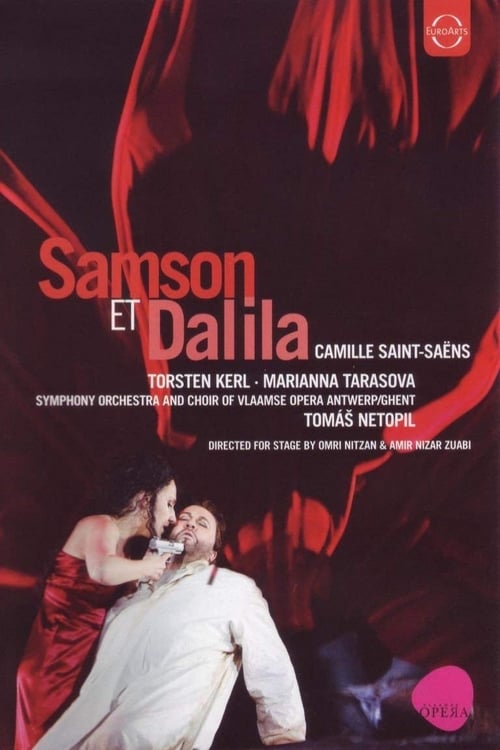 EUROARTS
Samson
ET
Dalila
CAMILLE SAINT-SAËNS
TORSTEN KERL · MARIANNA TARASOVA
SYMPHONY ORCHESTRA AND CHOIR OF VLAAMSE OPERA ANTWERP/GHENT
TOMÁŠ NETOPIL
DIRECTED FOR STAGE BY OMRI NITZAN & AMIR NIZAR ZUABI
VLAAMSE
OPERA